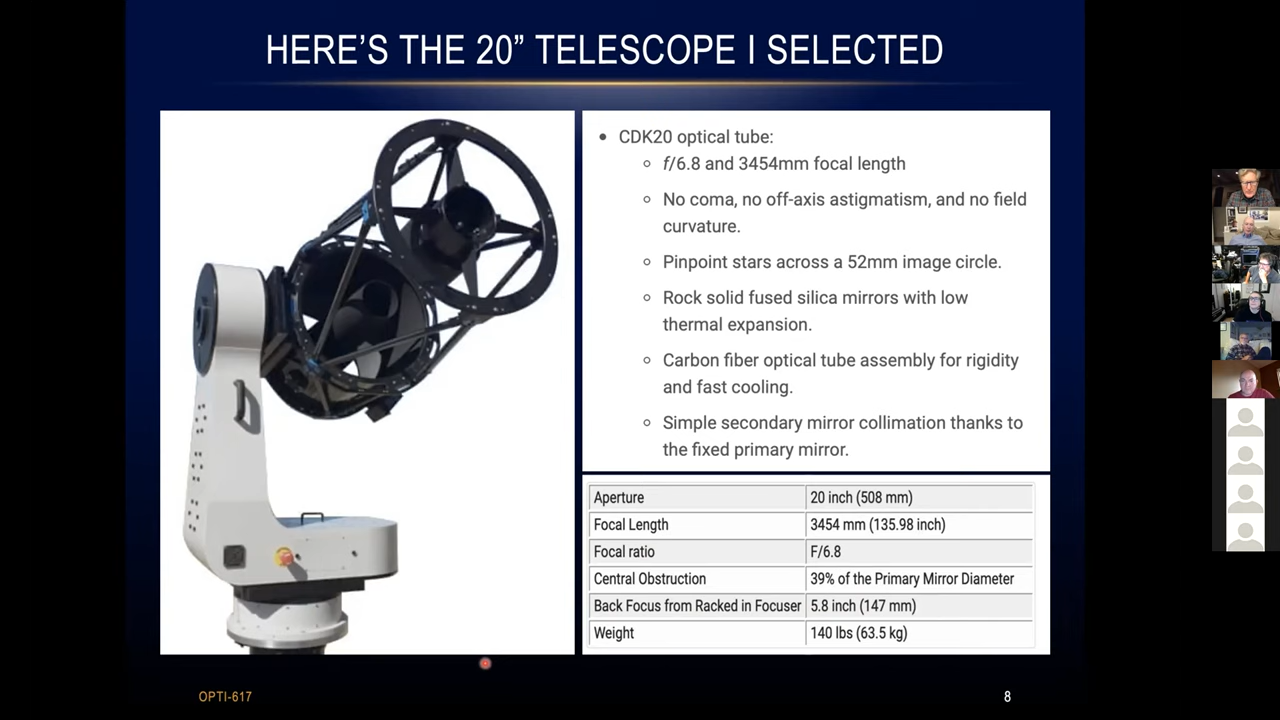 HERE'S THE 20” TELESCOPE I SELECTED
• CDK20 optical tube:
○ f/6.8 and 3454mm focal length
○ No coma, no off-axis astigmatism, and no field
curvature.
○ Pinpoint stars across a 52mm image circle.
○ Rock solid fused silica mirrors with low
thermal expansion.
○ Carbon fiber optical tube assembly for rigidity
and fast cooling.
○ Simple secondary mirror collimation thanks to
the fixed primary mirror.
Aperture 20 inch (508 mm)
Focal Length 3454 mm (135.98 inch)
Focal ratio F/6.8
Central Obstruction 39% of the Primary Mirror Diameter
Back Focus from Racked in Focuser 5.8 inch (147 mm)
Weight 140 lbs (63.5 kg)
OPTI-617
8